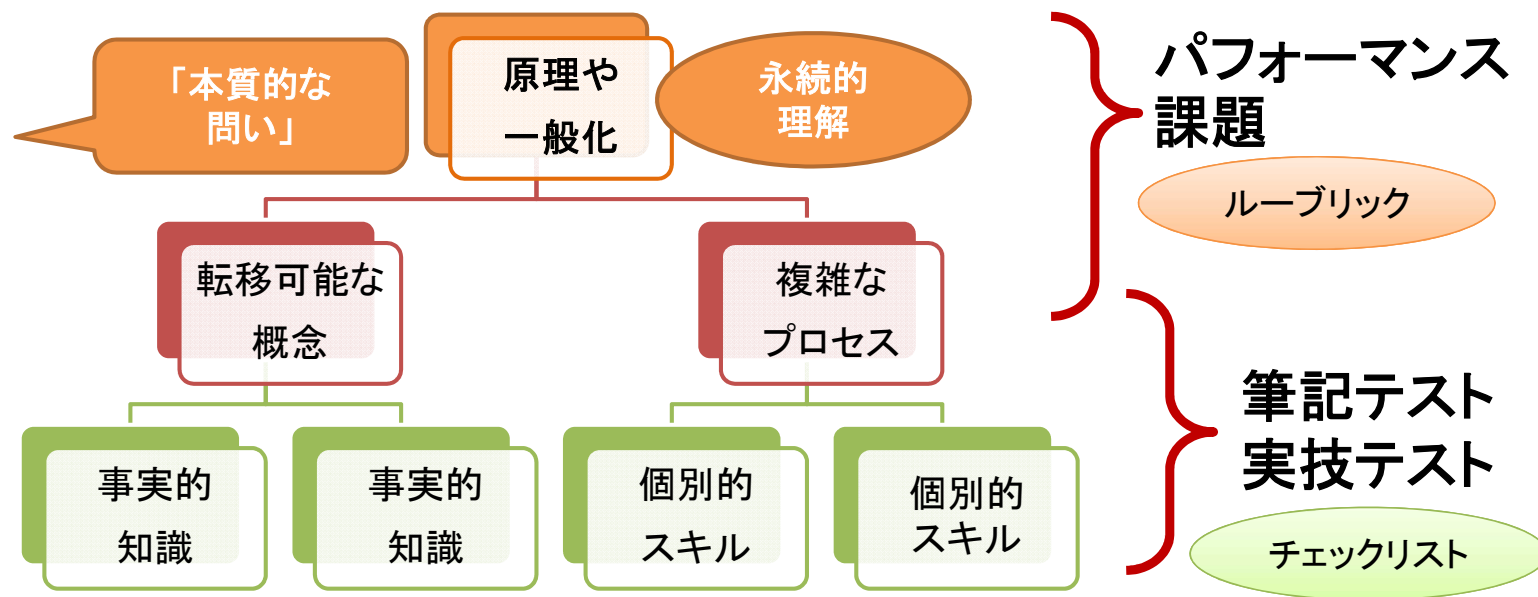 「本質的な
問い」
原理や
一般化
永続的
理解
パフォーマンス
課題
ルーブリック
転移可能な
概念
複雑な
プロセス
筆記テスト
実技テスト
チェックリスト
事実的
知識
事実的
知識
個別的
スキル
個別的
スキル